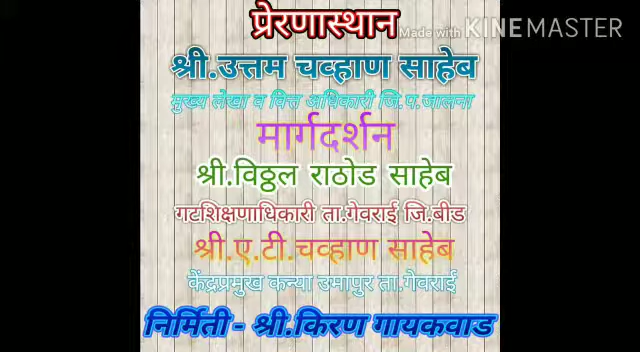 प्रेरणास्थान
Made with KINEMASTER
श्री.उत्तम चव्हाण साहेब
मुख्य लेखा व वित्त अधिकारी जि.प.जालना
मार्गदर्शन
श्री.विठ्ठल राठोड साहेब
गटशिक्षणाधिकारी ता.गेवराई जि.बीड
श्री.ए.टी.चव्हाण साहेब
केंद्रप्रमुख कन्या उमापुर ता.गेवराई
निर्मिती - श्री.किरण गायकवाड